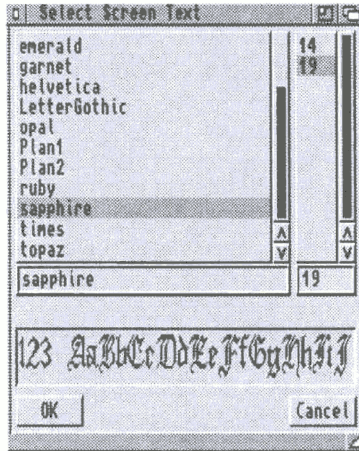 Select Screen Text
emerald 14
garnet 19
helvetica
LetterGothic
opal
Plan1
Plan2
ruby
sapphire
times
topaz
sapphire 19
123 AaBbCcDdEeFfGgHhIiJ
OK Cancel